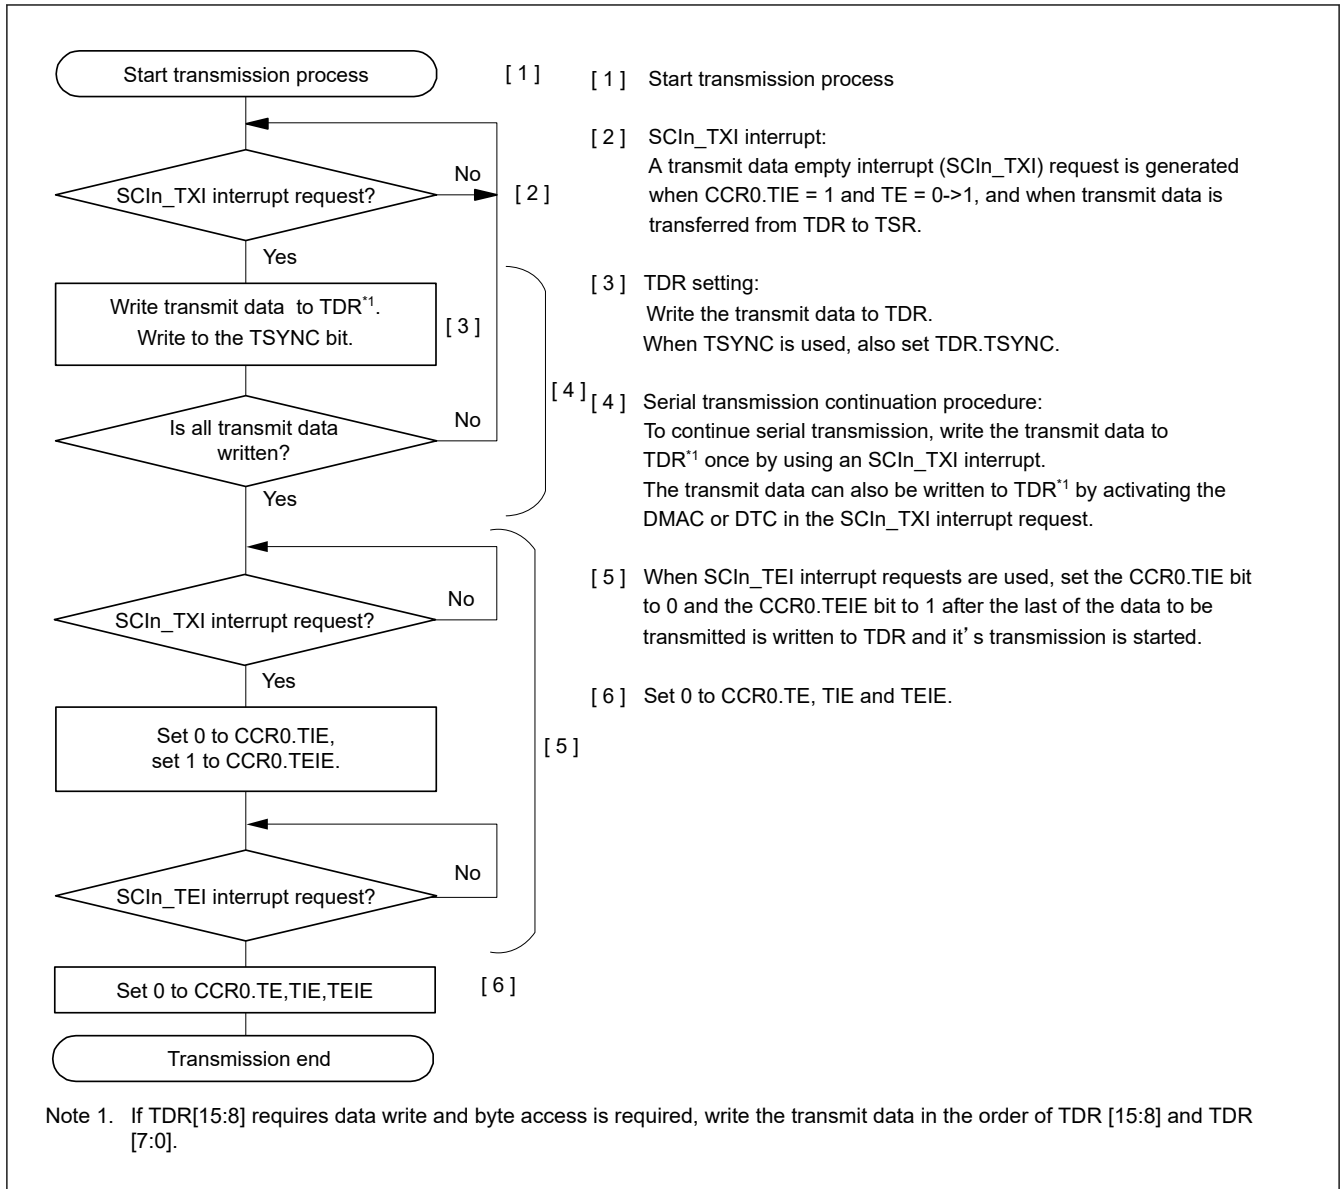 Start transmission process
[ 1 ]
SCIn_TXI interrupt request?
No
[ 2 ]
Yes
Write transmit data  to TDR*1.
Write to the TSYNC bit.
[ 3 ]
[ 4 ]
Is all transmit data
written?
No
Yes
SCIn_TXI interrupt request?
No
Yes
Set 0 to CCR0.TIE,
set 1 to CCR0.TEIE.
[ 5 ]
SCIn_TEI interrupt request?
No
Set 0 to CCR0.TE,TIE,TEIE
[ 6 ]
Transmission end
[ 1 ] Start transmission process
[ 2 ] SCIn_TXI interrupt:
A transmit data empty interrupt (SCIn_TXI) request is generated
when CCR0.TIE = 1 and TE = 0->1, and when transmit data is
transferred from TDR to TSR.
[ 3 ] TDR setting:
Write the transmit data to TDR.
When TSYNC is used, also set TDR.TSYNC.
[ 4 ] Serial transmission continuation procedure:
To continue serial transmission, write the transmit data to
TDR*1 once by using an SCIn_TXI interrupt.
The transmit data can also be written to TDR*1 by activating the
DMAC or DTC in the SCIn_TXI interrupt request.
[ 5 ] When SCIn_TEI interrupt requests are used, set the CCR0.TIE bit
to 0 and the CCR0.TEIE bit to 1 after the last of the data to be
transmitted is written to TDR and it's transmission is started.
[ 6 ] Set 0 to CCR0.TE, TIE and TEIE.
Note 1. If TDR[15:8] requires data write and byte access is required, write the transmit data in the order of TDR [15:8] and TDR
[7:0].